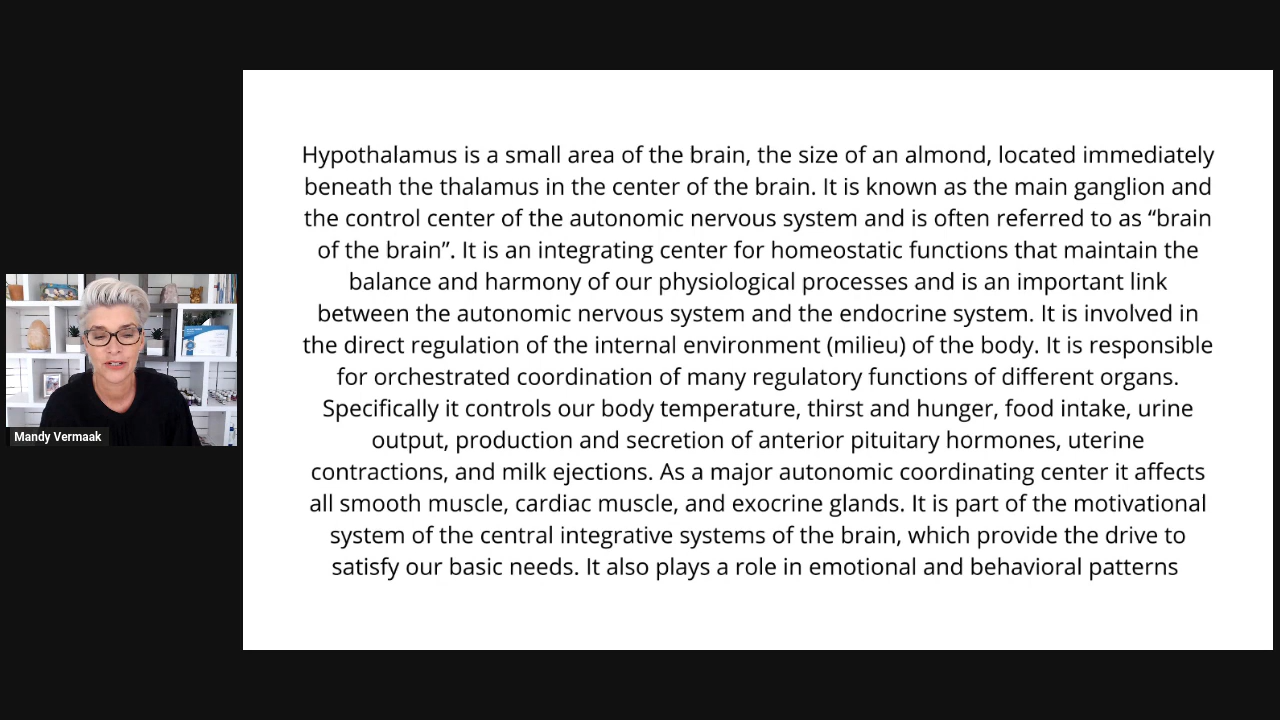 Hypothalamus is a small area of the brain, the size of an almond, located immediately
beneath the thalamus in the center of the brain. It is known as the main ganglion and
the control center of the autonomic nervous system and is often referred to as “brain
of the brain”. It is an integrating center for homeostatic functions that maintain the
balance and harmony of our physiological processes and is an important link
between the autonomic nervous system and the endocrine system. It is involved in
the direct regulation of the internal environment (milieu) of the body. It is responsible
for orchestrated coordination of many regulatory functions of different organs.
Specifically it controls our body temperature, thirst and hunger, food intake, urine
output, production and secretion of anterior pituitary hormones, uterine
contractions, and milk ejections. As a major autonomic coordinating center it affects
all smooth muscle, cardiac muscle, and exocrine glands. It is part of the motivational
system of the central integrative systems of the brain, which provide the drive to
satisfy our basic needs. It also plays a role in emotional and behavioral patterns
Mandy Vermaak